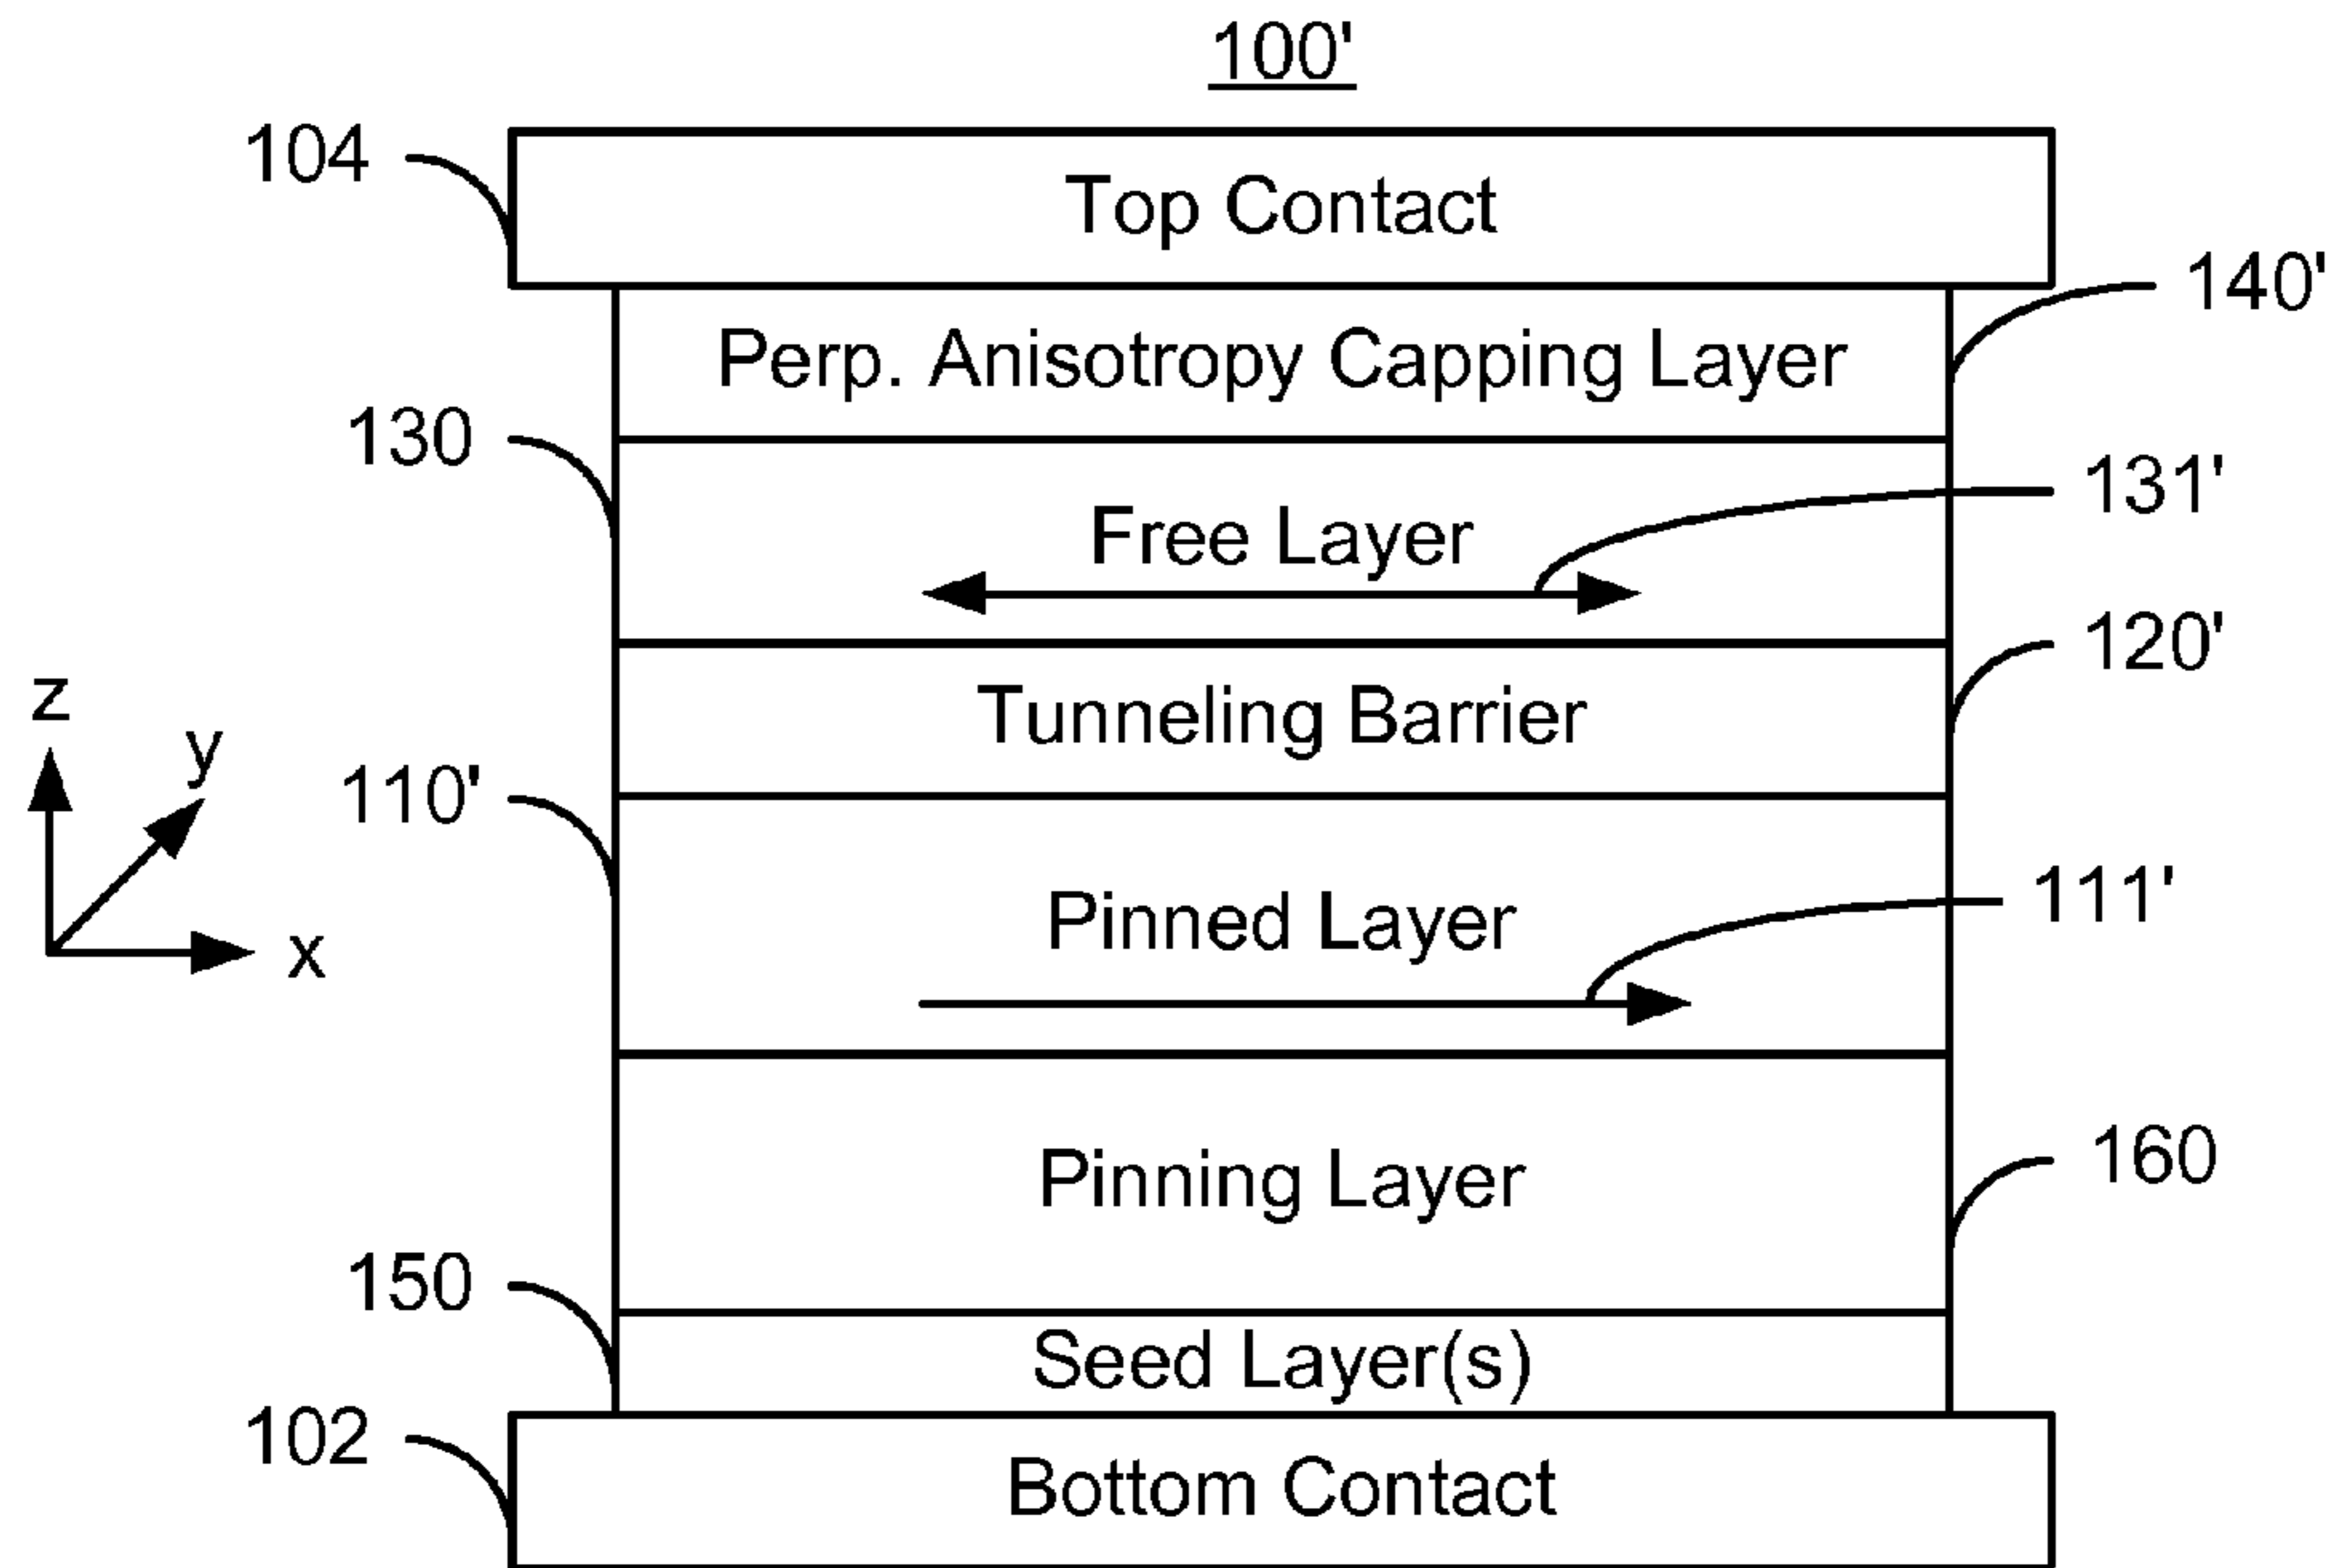 100'
104
Top Contact
140'
Perp. Anisotropy Capping Layer
130
131'
Free Layer
120'
Tunneling Barrier
z
y
x
110'
111'
Pinned Layer
160
Pinning Layer
150
Seed Layer(s)
102
Bottom Contact